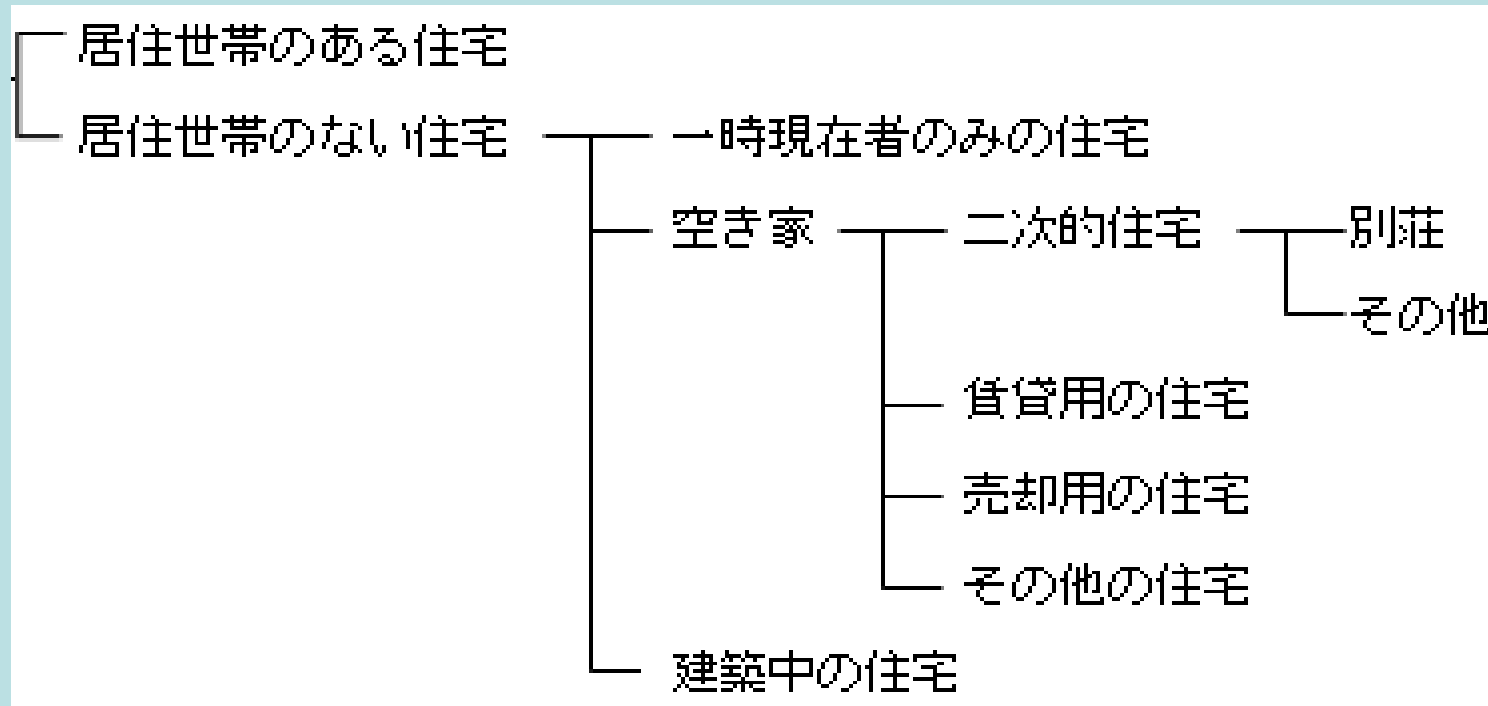 居住世帯のある住宅
居住世帯のない住宅 一時現在者のみの住宅
空き家 二次的住宅 別荘
その他
賃貸用の住宅
売却用の住宅
その他の住宅
建築中の住宅